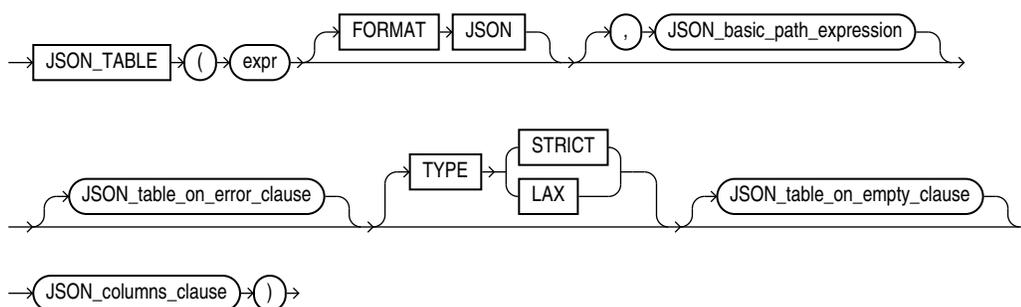 FORMAT JSON , JSON_basic_path_expression
JSON_TABLE ( expr
STRICT
JSON_table_on_error_clause TYPE JSON_table_on_empty_clause
LAX
JSON_columns_clause )